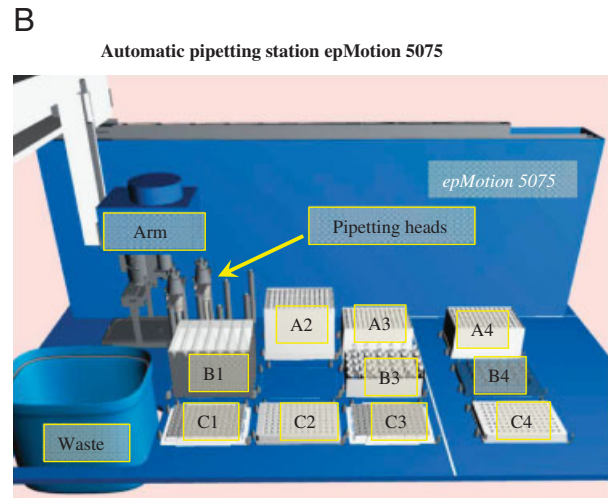 B
Automatic pipetting station epMotion 5075
epMotion 5075
Arm
Pipetting heads
A2
A3
A4
B1
B3
B4
Waste
C1
C2
C3
C4